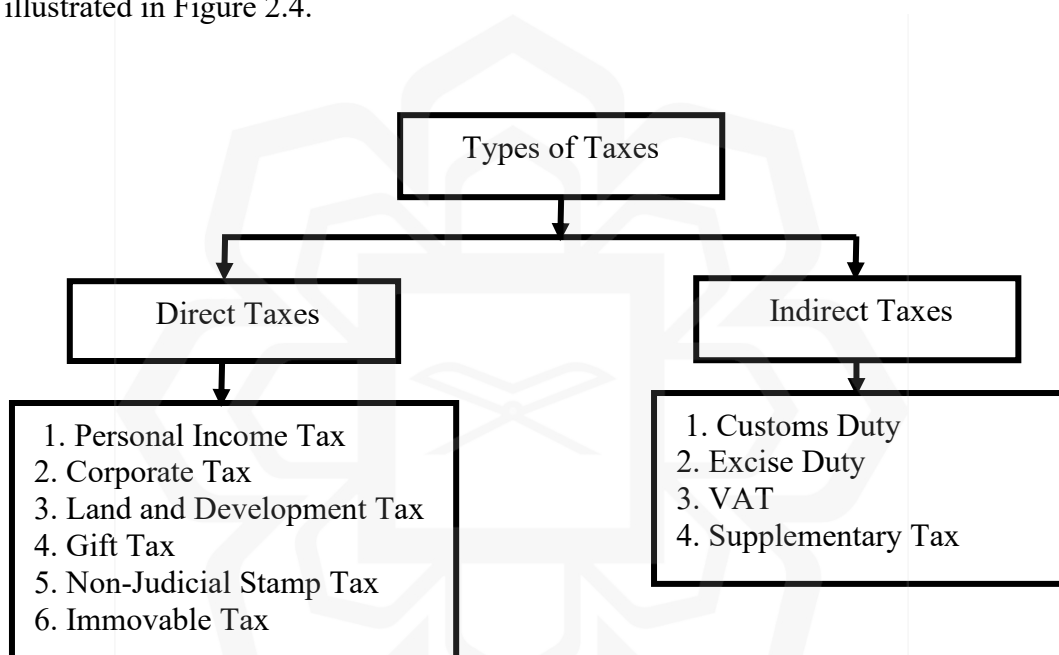 illustrated in Figure 2.4.
Types of Taxes
Direct Taxes
Indirect Taxes
1. Personal Income Tax
2. Corporate Tax
3. Land and Development Tax
4. Gift Tax
5. Non-Judicial Stamp Tax
6. Immovable Tax
1. Customs Duty
2. Excise Duty
3. VAT
4. Supplementary Tax